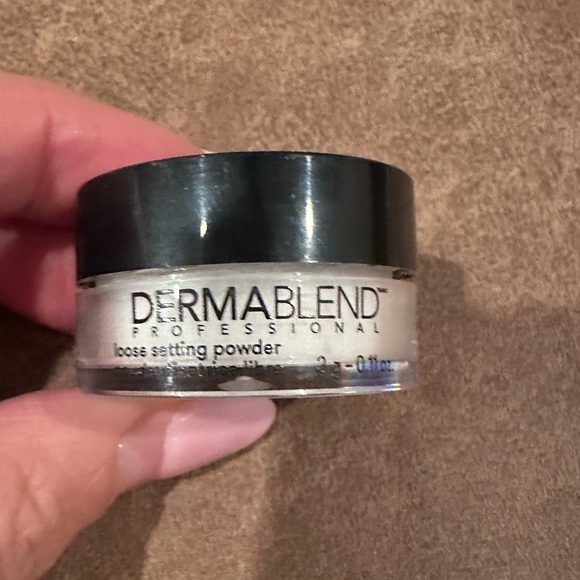 DERMABLEND™
PROFESSIONAL
loose setting powder
3 g - 0.11 oz.